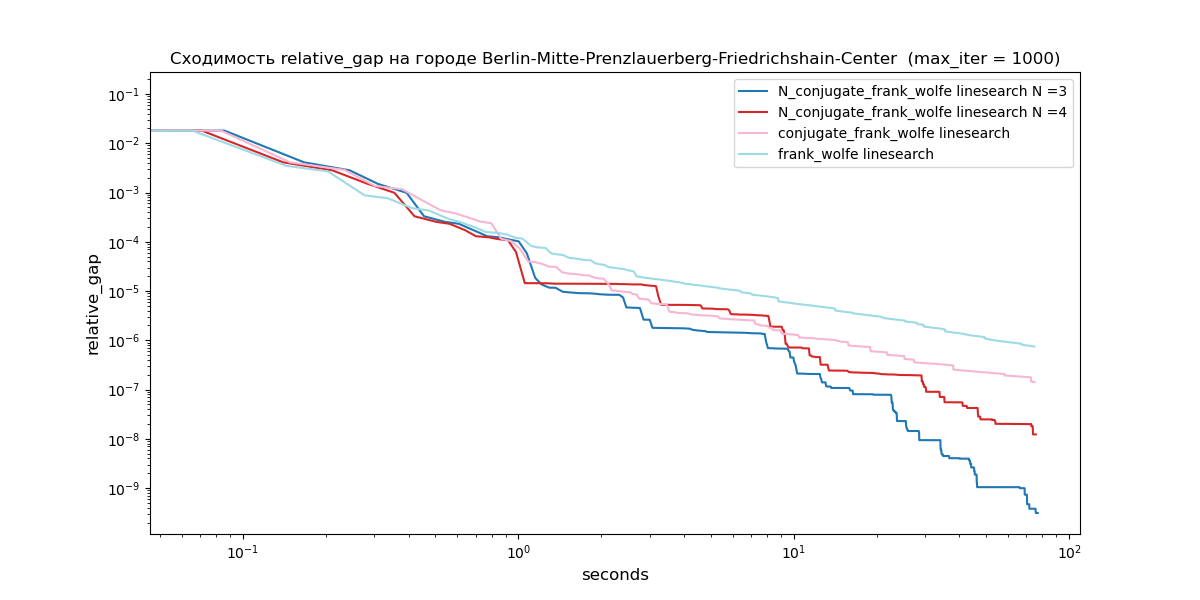 Сходимость relative_gap на городе Berlin-Mitte-Prenzlauerberg-Friedrichshain-Center (max_iter = 1000)
N_conjugate_frank_wolfe linesearch N =3
N_conjugate_frank_wolfe linesearch N =4
conjugate_frank_wolfe linesearch
frank_wolfe linesearch
relative_gap
10⁻¹
10⁻²
10⁻³
10⁻⁴
10⁻⁵
10⁻⁶
10⁻⁷
10⁻⁸
10⁻⁹
10⁻¹ 10⁰ 10¹ 10²
seconds